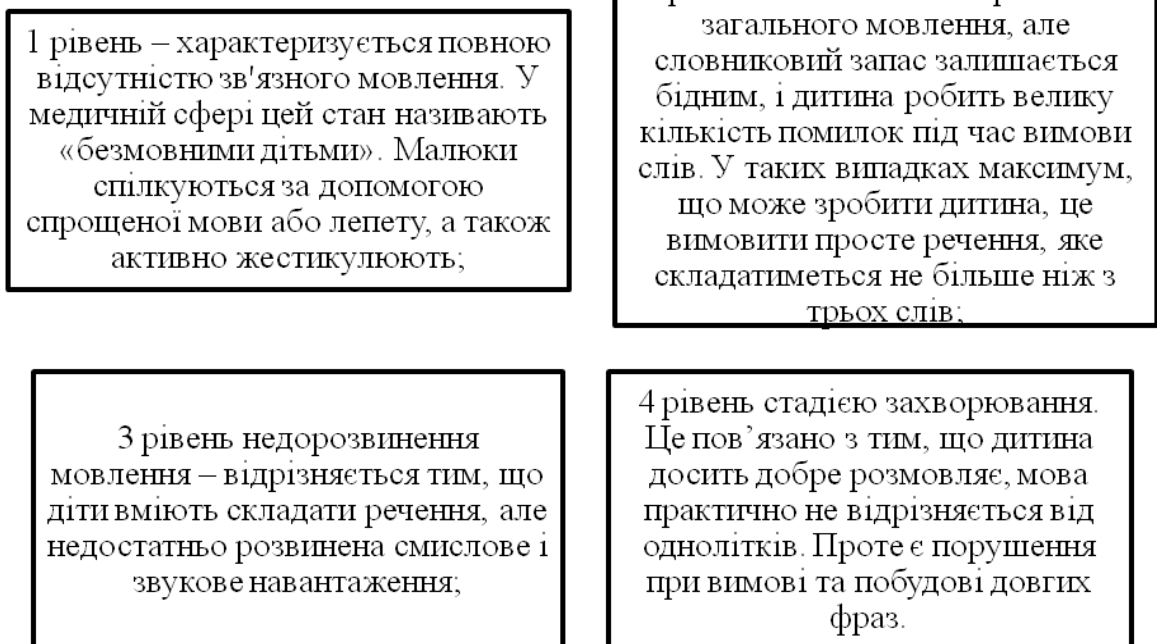 1 рівень – характеризується повною
відсутністю зв'язного мовлення. У
медичній сфері цей стан називають
«безмовними дітьми». Малюки
спілкуються за допомогою
спрощеної мови або лепету, а також
активно жестикулюють;
загального мовлення, але
словниковий запас залишається
бідним, і дитина робить велику
кількість помилок під час вимови
слів. У таких випадках максимум,
що може зробити дитина, це
вимовити просте речення, яке
складатиметься не більше ніж з
трьох слів;
3 рівень недорозвинення
мовлення – відрізняється тим, що
діти вміють складати речення, але
недостатньо розвинена смислове і
звукове навантаження;
4 рівень стадією захворювання.
Це пов’язано з тим, що дитина
досить добре розмовляє, мова
практично не відрізняється від
однолітків. Проте є порушення
при вимові та побудові довгих
фраз.